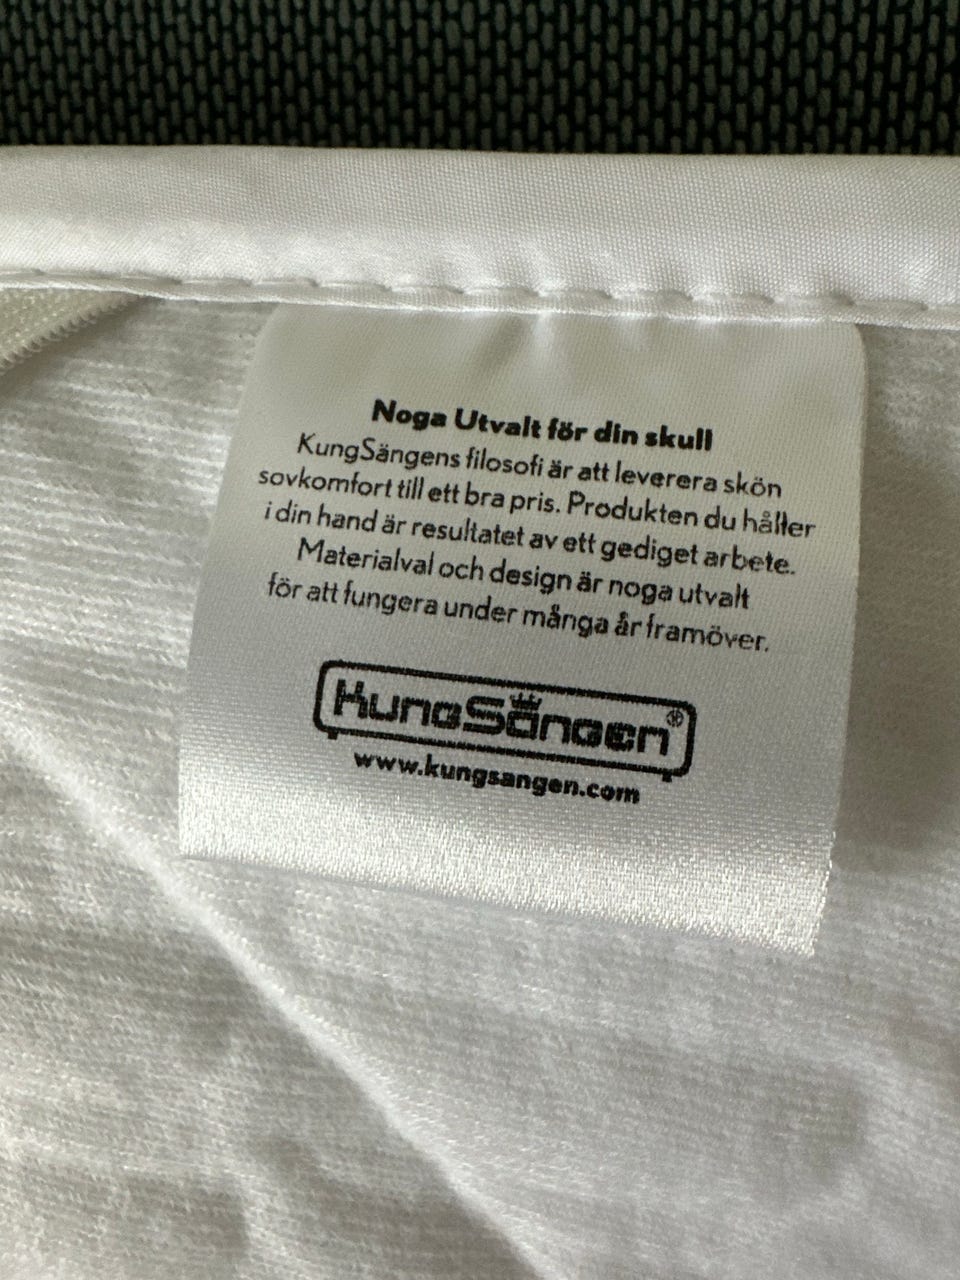 Noga Utvalt för din skull
KungSängens filosofi är att leverera skön
sovkomfort till ett bra pris. Produkten du håller
i din hand är resultatet av ett gediget arbete.
Materialval och design är noga utvalt
för att fungera under många år framöver.
KungSängen®
www.kungsangen.com